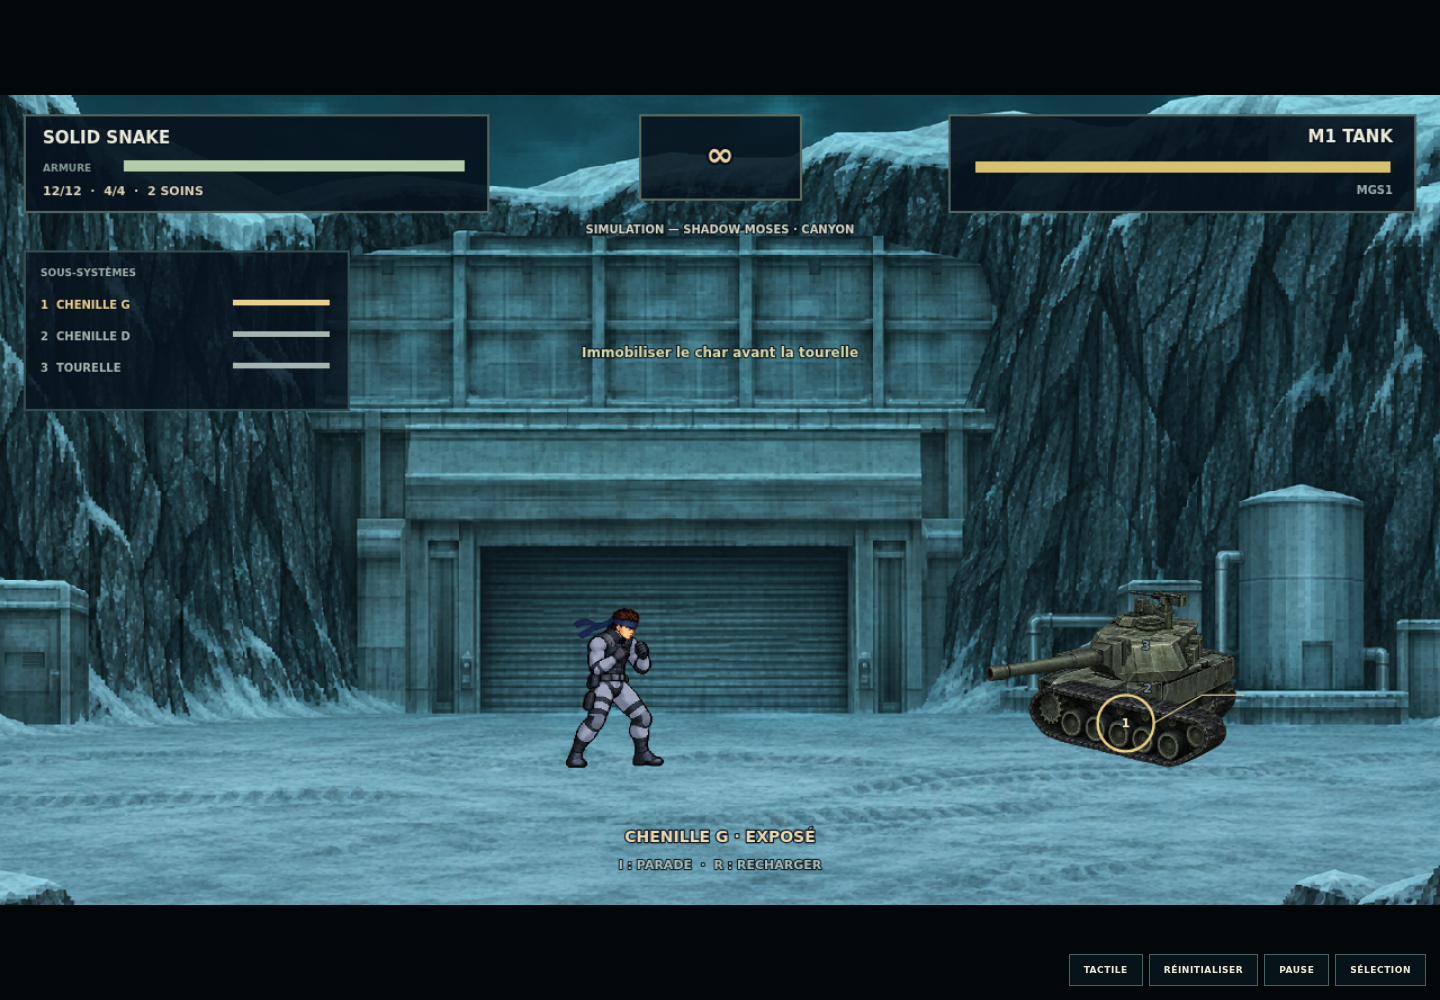 SOLID SNAKE
ARMURE
12/12 · 4/4 · 2 SOINS
∞
M1 TANK
MGS1
SIMULATION — SHADOW MOSES · CANYON
SOUS-SYSTÈMES
1 CHENILLE G
2 CHENILLE D
3 TOURELLE
Immobiliser le char avant la tourelle
3
2
1
CHENILLE G · EXPOSÉ
I : PARADE · R : RECHARGER
TACTILE
RÉINITIALISER
PAUSE
SÉLECTION